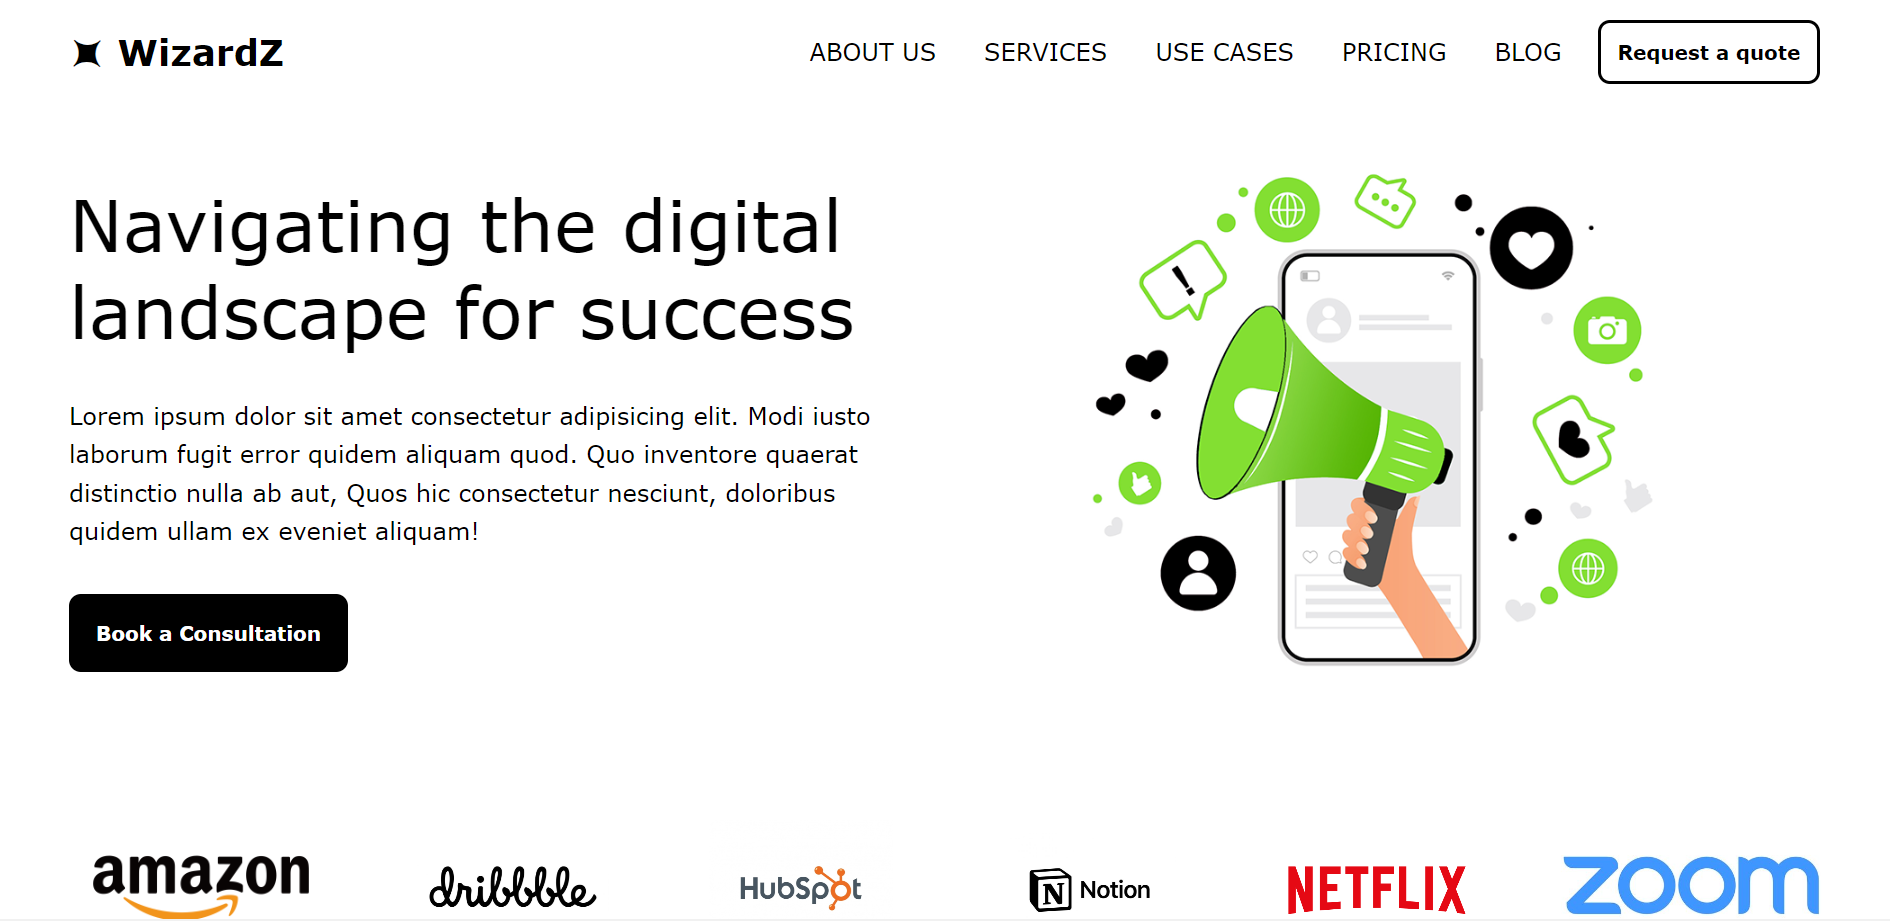 WizardZ
ABOUT US SERVICES USE CASES PRICING BLOG Request a quote
Navigating the digital
landscape for success
Lorem ipsum dolor sit amet consectetur adipisicing elit. Modi iusto
laborum fugit error quidem aliquam quod. Quo inventore quaerat
distinctio nulla ab aut, Quos hic consectetur nesciunt, doloribus
quidem ullam ex eveniet aliquam!
Book a Consultation
!
amazon dribbble HubSpot N Notion NETFLIX zoom